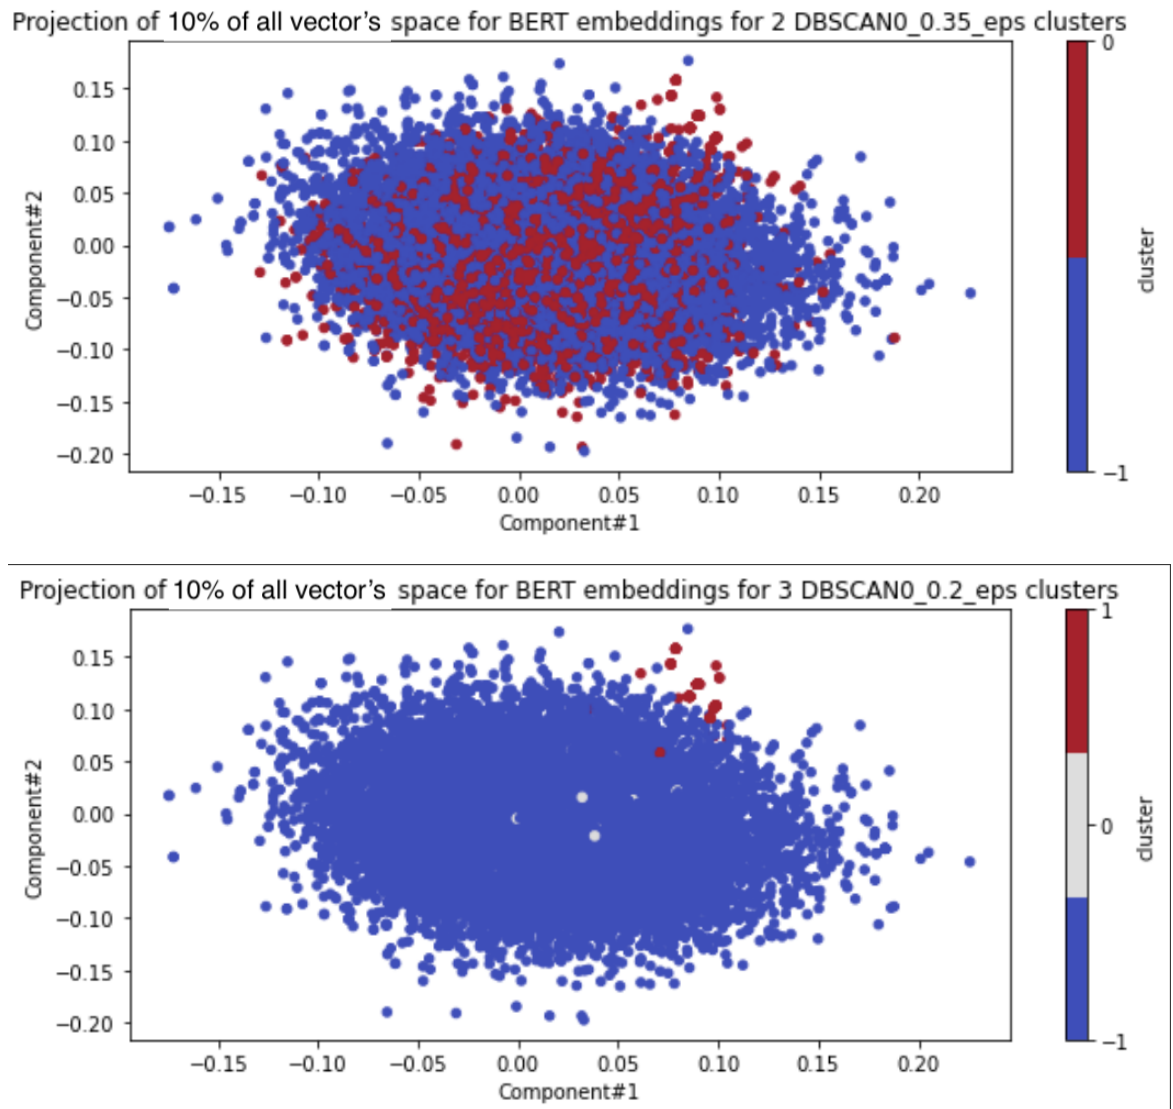 Projection of 10% of all vector’s space for BERT embeddings for 2 DBSCAN0_0.35_eps clusters
0
0.15
0.10
0.05
0.00
−0.05
−0.10
−0.15
−0.20
Component#2
−0.15 −0.10 −0.05 0.00 0.05 0.10 0.15 0.20
Component#1
cluster
−1
Projection of 10% of all vector’s space for BERT embeddings for 3 DBSCAN0_0.2_eps clusters
1
0.15
0.10
0.05
0.00
−0.05
−0.10
−0.15
−0.20
Component#2
−0.15 −0.10 −0.05 0.00 0.05 0.10 0.15 0.20
Component#1
0
cluster
−1